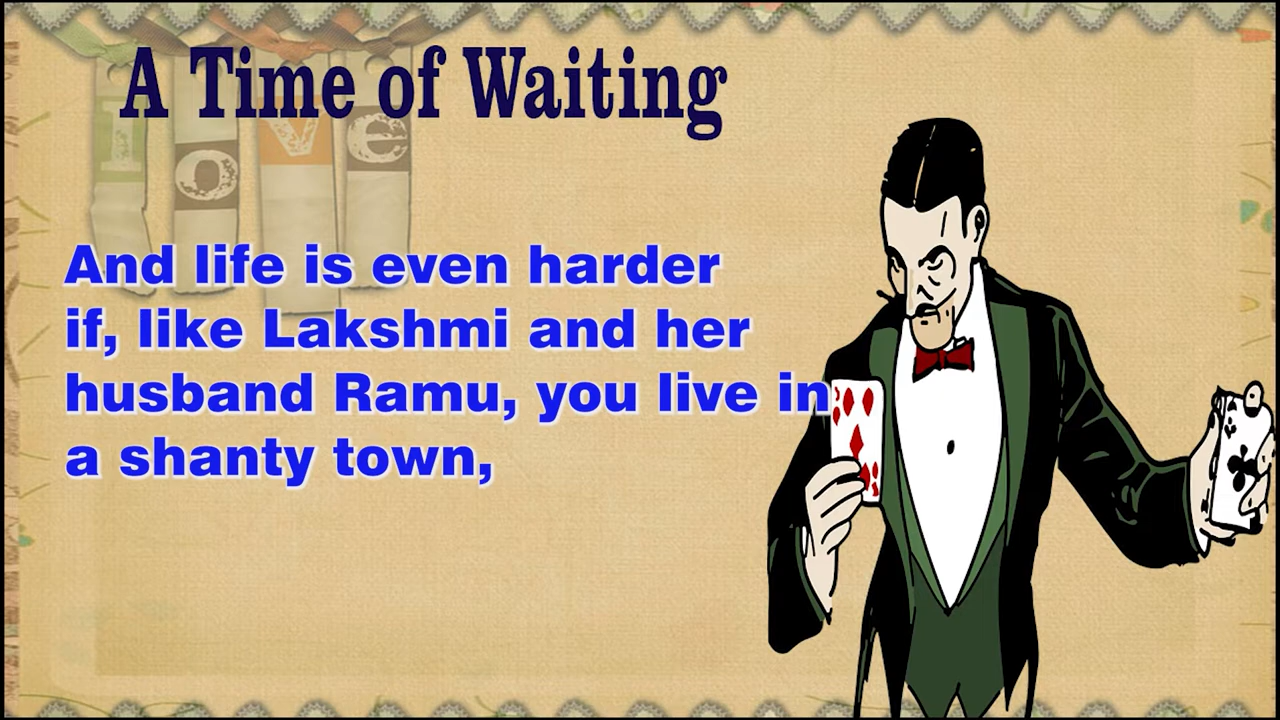 A Time of Waiting
love
And life is even harder
if, like Lakshmi and her
husband Ramu, you live in
a shanty town,